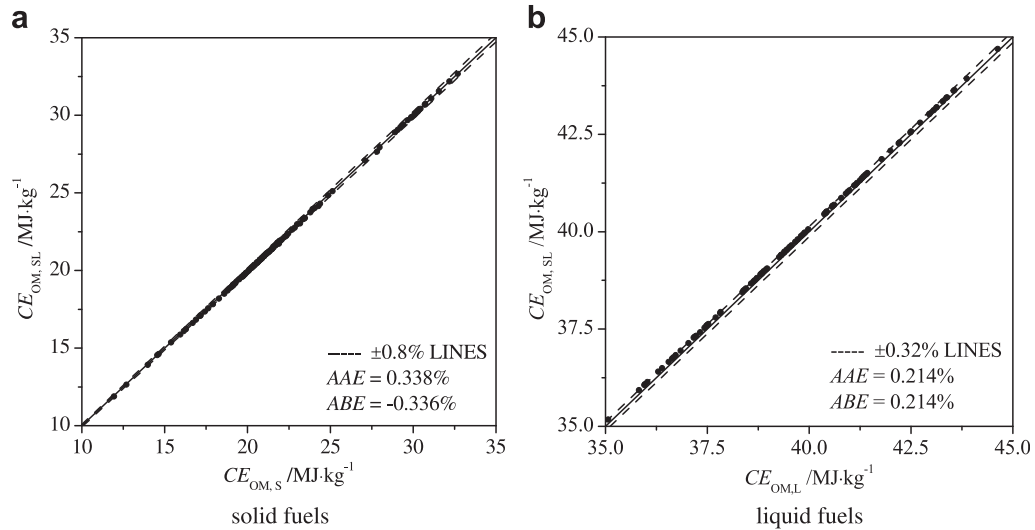 a
35
30
25
20
15
10
CE_OM, SL /MJ·kg⁻¹
±0.8% LINES
AAE = 0.338%
ABE = -0.336%
10 15 20 25 30 35
CE_OM, S /MJ·kg⁻¹
solid fuels
b
45.0
42.5
40.0
37.5
35.0
CE_OM, SL /MJ·kg⁻¹
±0.32% LINES
AAE = 0.214%
ABE = 0.214%
35.0 37.5 40.0 42.5 45.0
CE_OM,L /MJ·kg⁻¹
liquid fuels